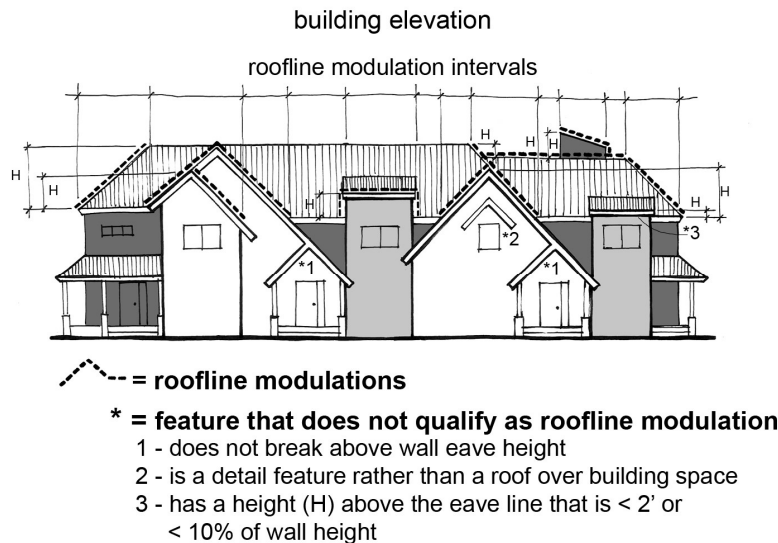 building elevation
roofline modulation intervals
H
H
H
H
H
H
H
H
H
*1
*2
*1
*3
= roofline modulations
* = feature that does not qualify as roofline modulation
1 - does not break above wall eave height
2 - is a detail feature rather than a roof over building space
3 - has a height (H) above the eave line that is < 2' or
< 10% of wall height